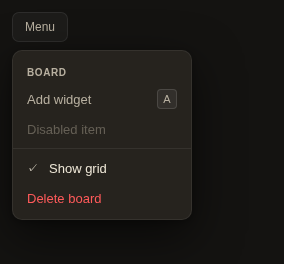 Menu
BOARD
Add widget A
Disabled item
✓ Show grid
Delete board